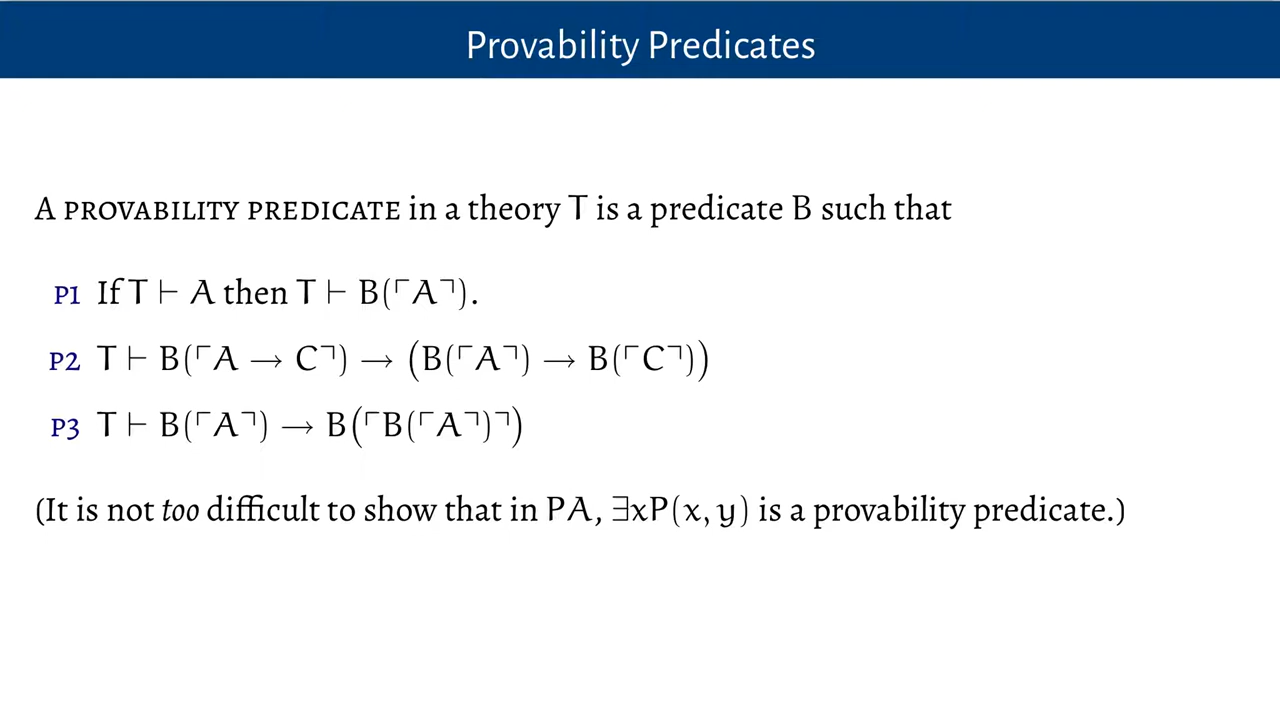 Provability Predicates
A PROVABILITY PREDICATE in a theory T is a predicate B such that
P1 If T ⊢ A then T ⊢ B(⌜A⌝).
P2 T ⊢ B(⌜A → C⌝) → (B(⌜A⌝) → B(⌜C⌝))
P3 T ⊢ B(⌜A⌝) → B(⌜B(⌜A⌝)⌝)
(It is not too difficult to show that in PA, ∃xP(x, y) is a provability predicate.)